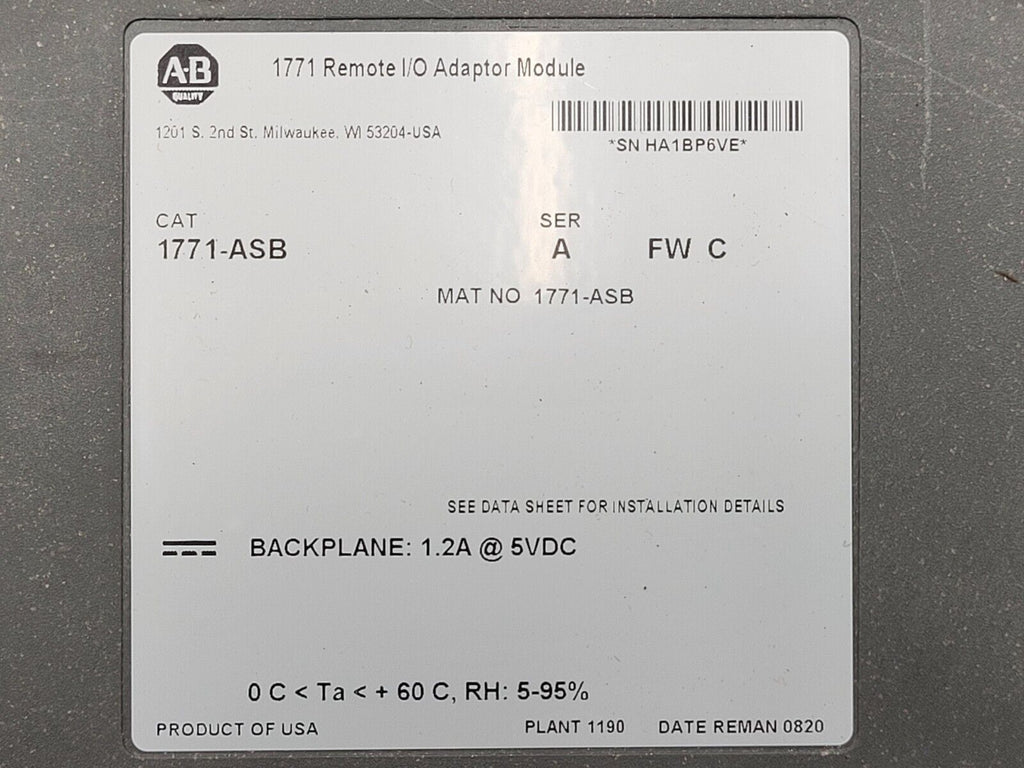 A-B
QUALITY
1771 Remote I/O Adaptor Module
1201 S. 2nd St. Milwaukee. WI 53204-USA
*SN HA1BP6VE*
CAT
1771-ASB
SER
A FW C
MAT NO 1771-ASB
SEE DATA SHEET FOR INSTALLATION DETAILS
BACKPLANE: 1.2A @ 5VDC
0 C < Ta < + 60 C, RH: 5-95%
PRODUCT OF USA PLANT 1190 DATE REMAN 0820